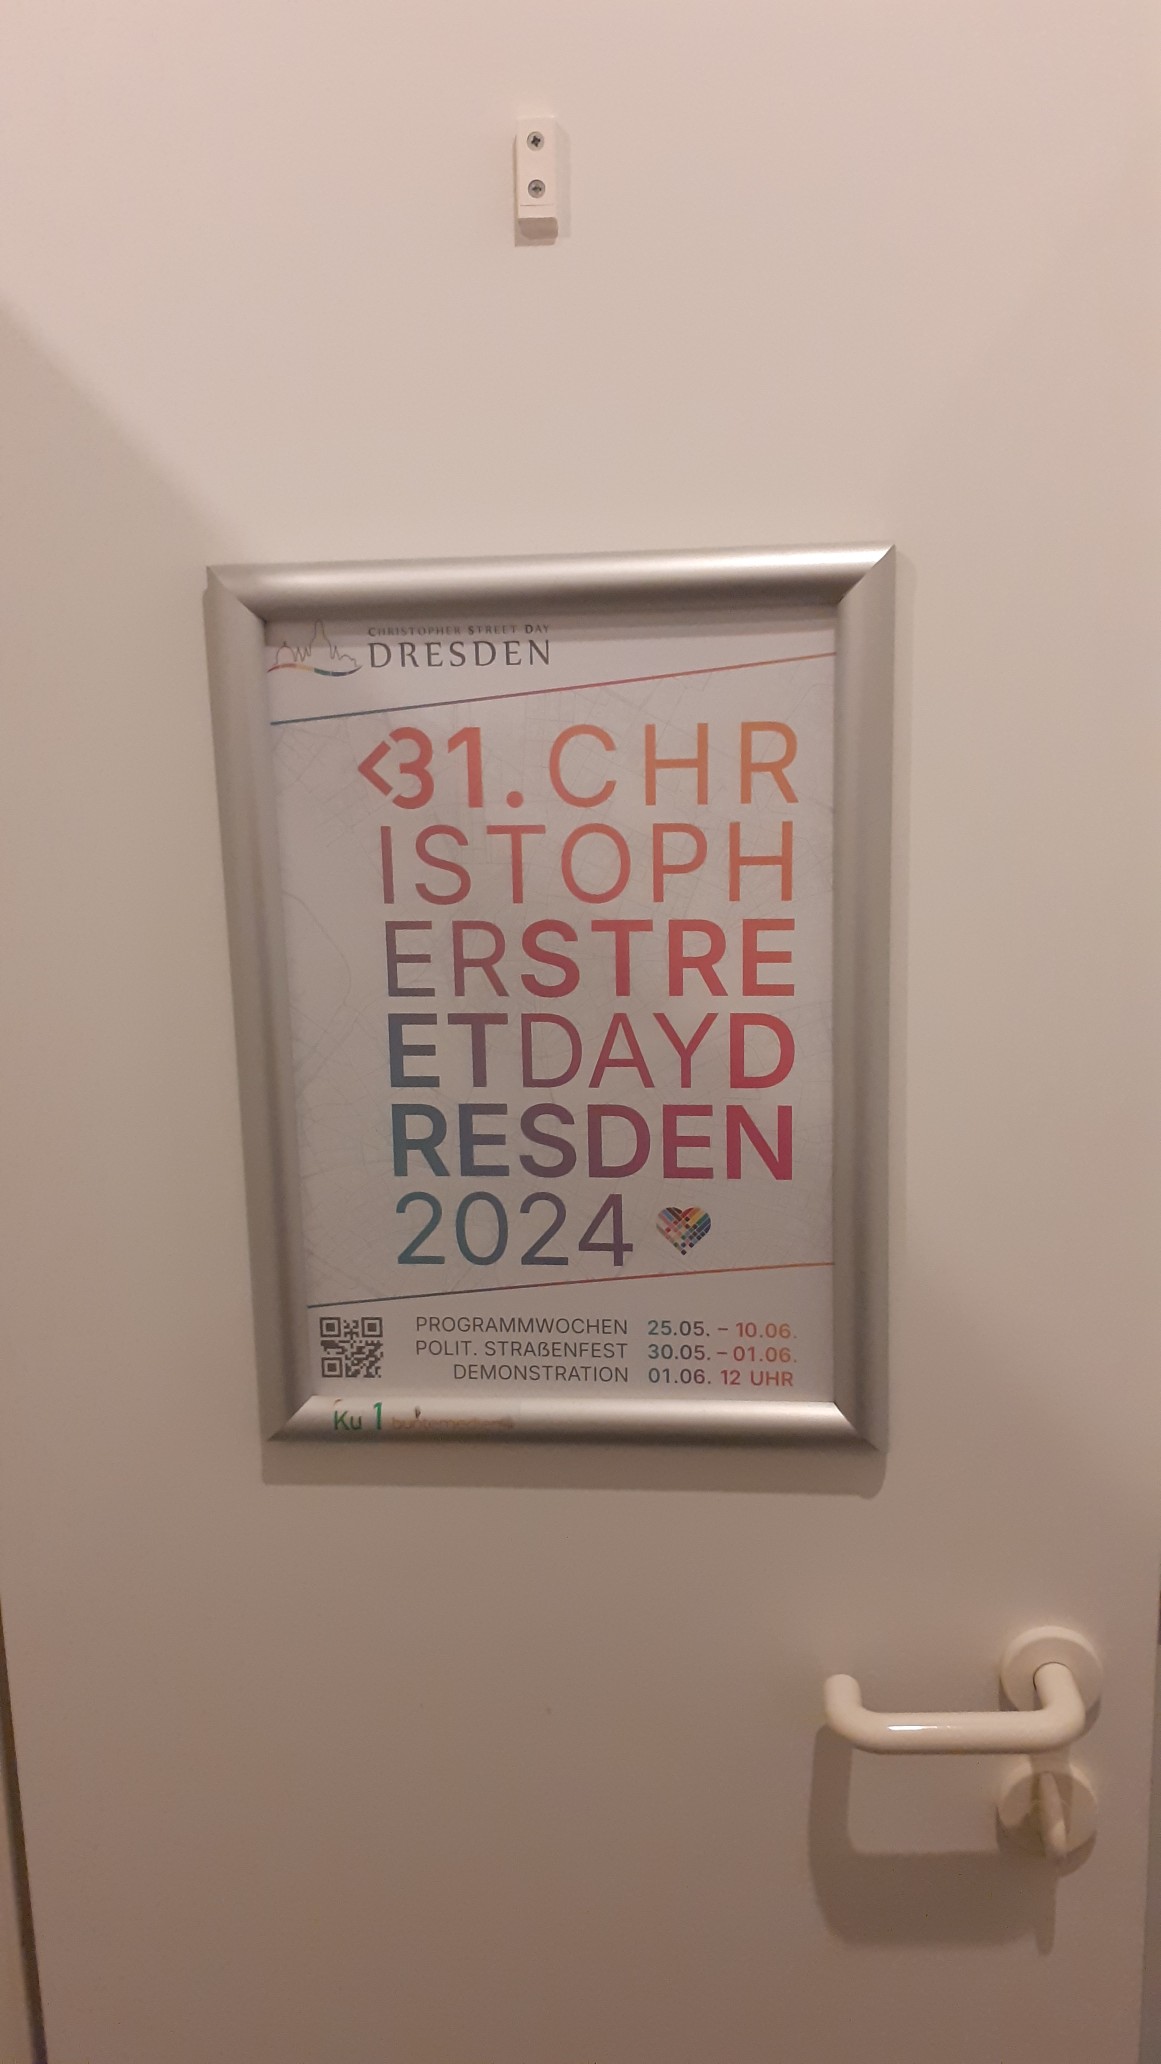 CHRISTOPHER STREET DAY
DRESDEN
<31. CHR
ISTOPH
ERSTRE
ETDAYD
RESDEN
2024
PROGRAMMWOCHEN 25.05. – 10.06.
POLIT. STRAßENFEST 30.05. – 01.06.
DEMONSTRATION 01.06. 12 UHR
Ku 1